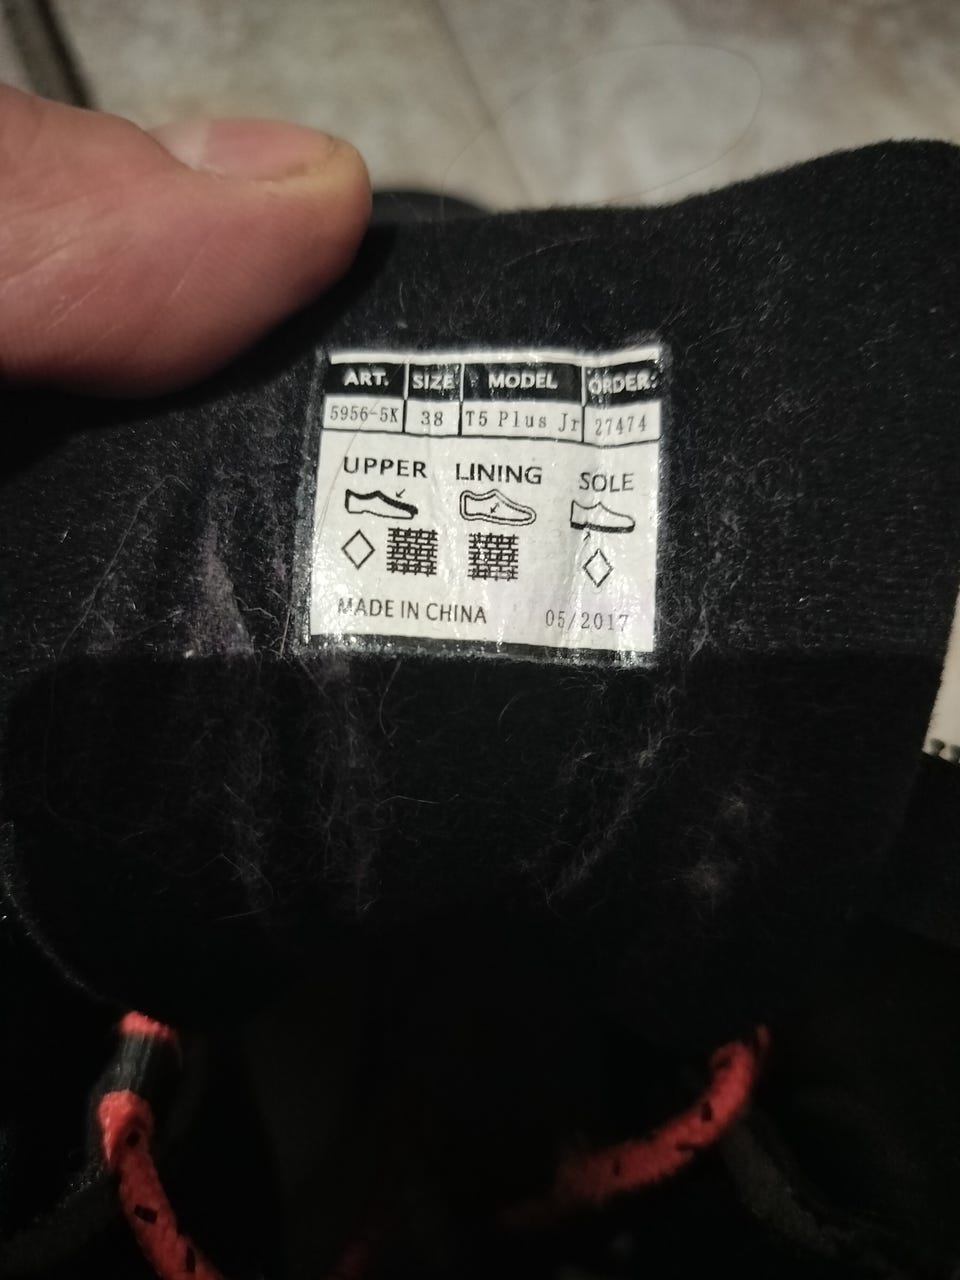 ART. SIZE MODEL ORDER:
5956-5K 38 T5 Plus Jr 27474
UPPER LINING SOLE
MADE IN CHINA 05/2017